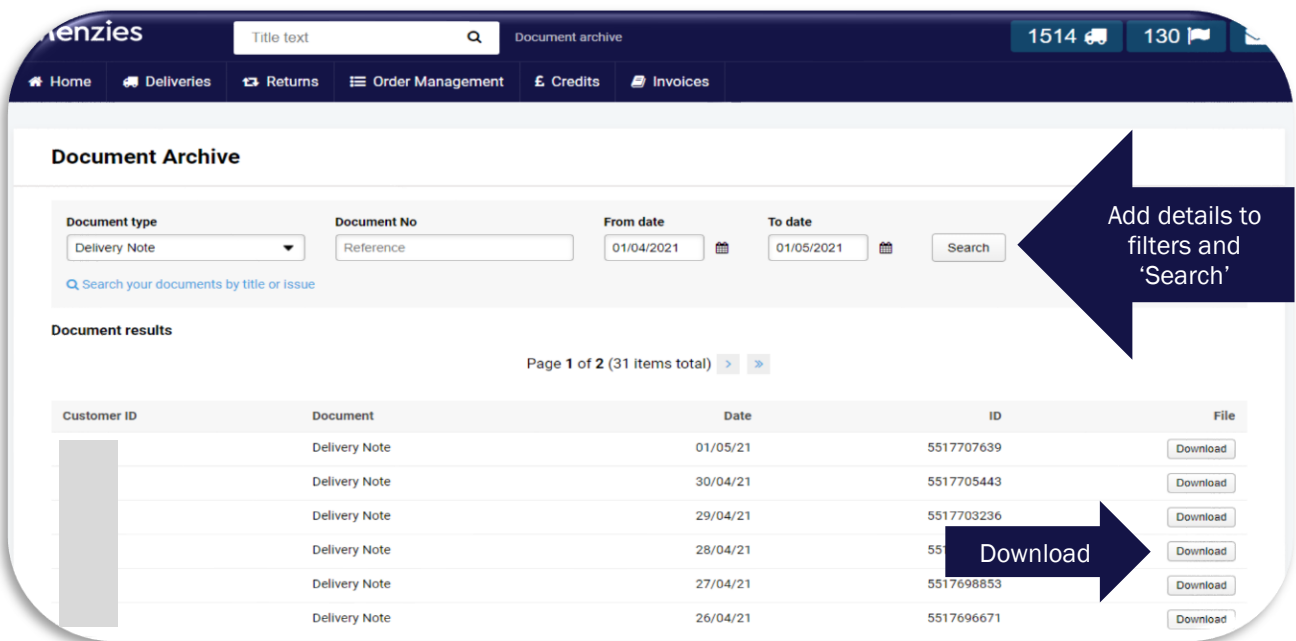 Title text
Document archive
1514
130
Home
Deliveries
Returns
Order Management
£ Credits
Invoices
Document Archive
Document type
Document No
From date
To date
Delivery Note
Reference
01/04/2021
01/05/2021
Search
Search your documents by title or issue
Add details to
filters and
‘Search’
Document results
Page 1 of 2 (31 items total) > »
Customer ID Document Date ID File
Delivery Note 01/05/21 5517707639 Download
Delivery Note 30/04/21 5517705443 Download
Delivery Note 29/04/21 5517703236 Download
Delivery Note 28/04/21 Download
Download
Delivery Note 27/04/21 5517698853 Download
Delivery Note 26/04/21 5517696671 Download